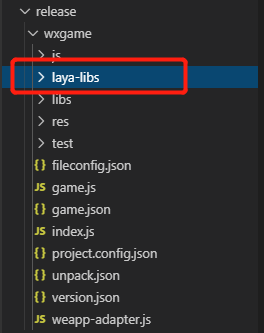 release
wxgame
js
laya-libs
libs
res
test
{} fileconfig.json
JS game.js
{} game.json
JS index.js
{} project.config.json
{} unpack.json
{} version.json
JS weapp-adapter.js